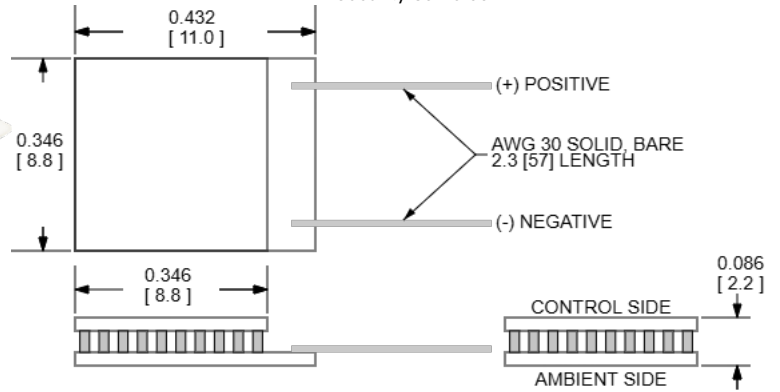 0.432
[ 11.0 ]
(+) POSITIVE
0.346
[ 8.8 ]
AWG 30 SOLID, BARE
2.3 [57] LENGTH
(-) NEGATIVE
0.346
[ 8.8 ]
0.086
[ 2.2 ]
CONTROL SIDE
AMBIENT SIDE